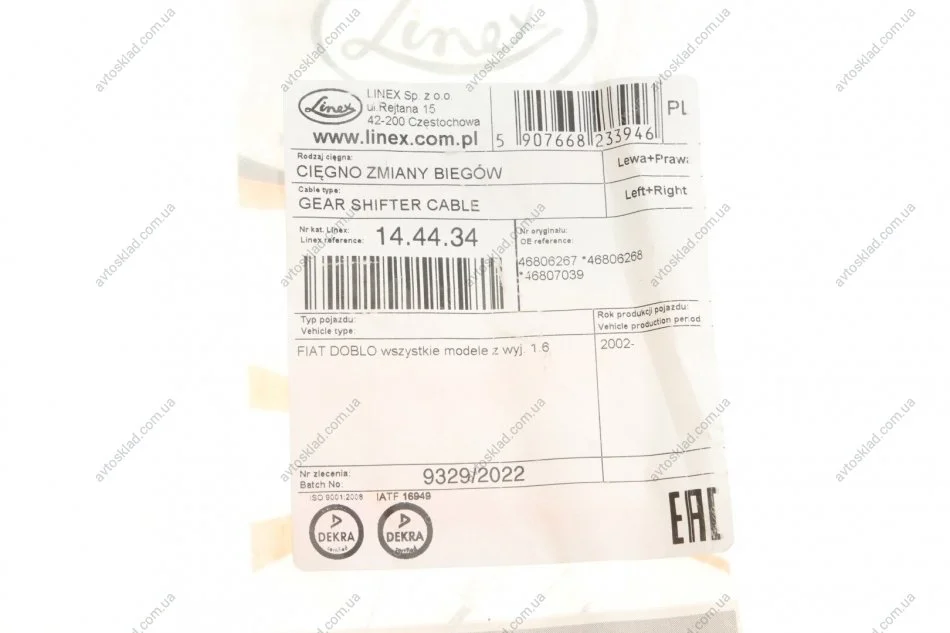 Linex
Linex
LINEX Sp. z o.o.
ul. Rejtana 15
42-200 Częstochowa
www.linex.com.pl
5 907668 233946
PL
Rodzaj cięgna:
CIĘGNO ZMIANY BIEGÓW
Lewa+Prawa
Cable type:
GEAR SHIFTER CABLE
Left+Right
Nr kat. Linex:
Linex reference:
14.44.34
Nr oryginału:
OE reference:
46806267 *46806268
*46807039
Typ pojazdu:
Vehicle type:
Rok produkcji pojazdu:
Vehicle production period
FIAT DOBLO wszystkie modele z wyj. 1.6
2002-
Nr zlecenia:
Batch No:
9329/2022
ISO 9001:2008
IATF 16949
DEKRA
certified
DEKRA
certified
EAC
avtosklad.com.ua